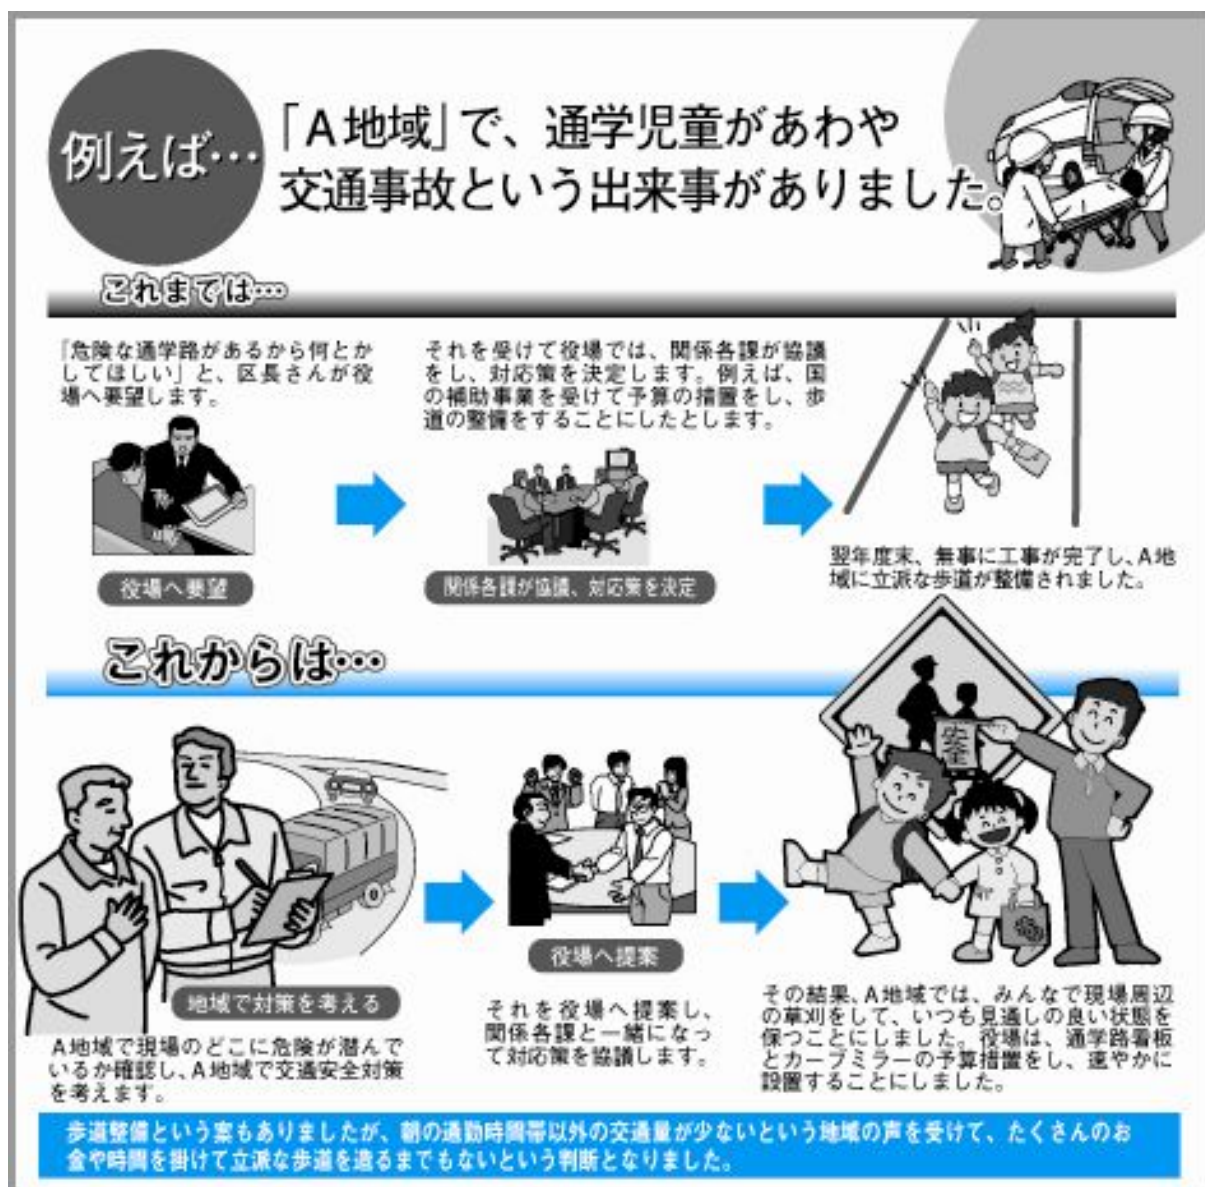 例えば…
「A地域」で、通学児童があわや
交通事故という出来事がありました。
これまでは…
「危険な通学路があるから何とか
してほしい」と、区長さんが役
場へ要望します。
役場へ要望
それを受けて役場では、関係各課が協議
をし、対応策を決定します。例えば、国
の補助事業を受けて予算の措置をし、歩
道の整備をすることにしたとします。
関係各課が協議、対応策を決定
翌年度末、無事に工事が完了し、A地
域に立派な歩道が整備されました。
これからは…
地域で対策を考える
A地域で現場のどこに危険が潜んで
いるか確認し、A地域で交通安全対策
を考えます。
役場へ提案
それを役場へ提案し、
関係各課と一緒になっ
て対応策を協議します。
安全
その結果、A地域では、みんなで現場周辺
の草刈をして、いつも見通しの良い状態を
保つことにしました。役場は、通学路看板
とカーブミラーの予算措置をし、速やかに
設置することにしました。
歩道整備という案もありましたが、朝の通勤時間帯以外の交通量が少ないという地域の声を受けて、たくさんのお
金や時間を掛けて立派な歩道を造るまでもないという判断となりました。